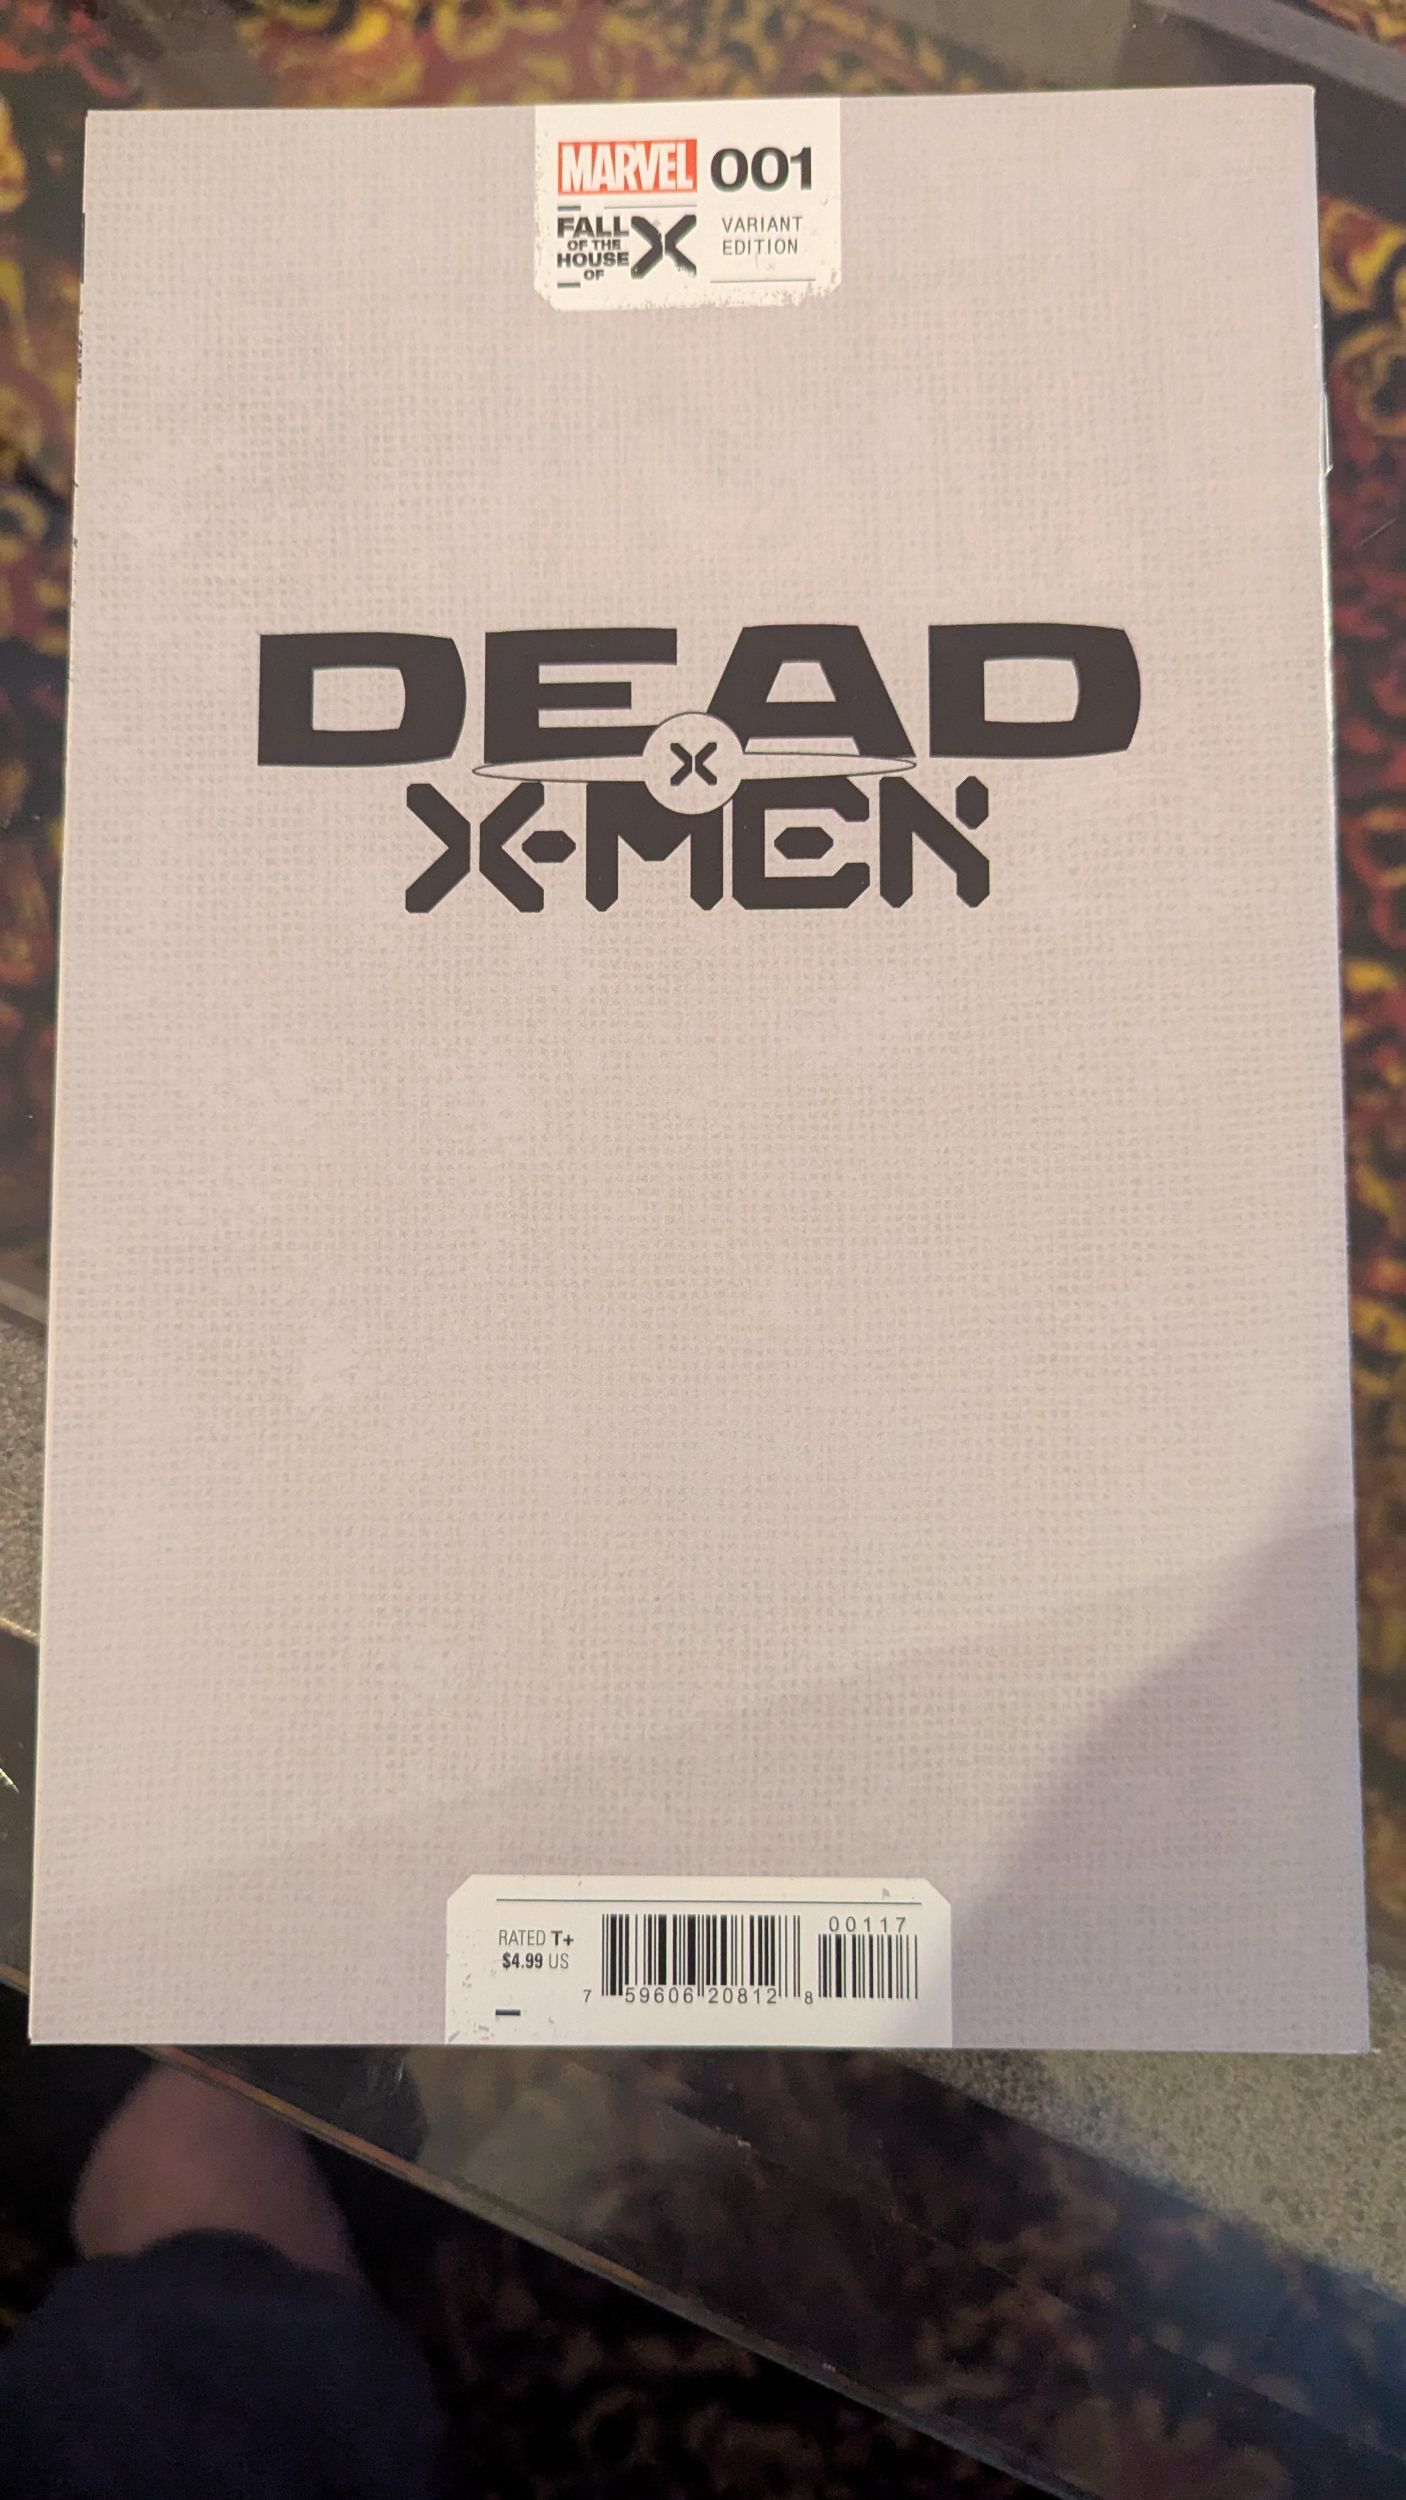 MARVEL 001
FALL
OF THE
HOUSE
OF
X
VARIANT
EDITION
DEAD
X
X-MEN
RATED T+
$4.99 US
00117
7 59606 20812 8